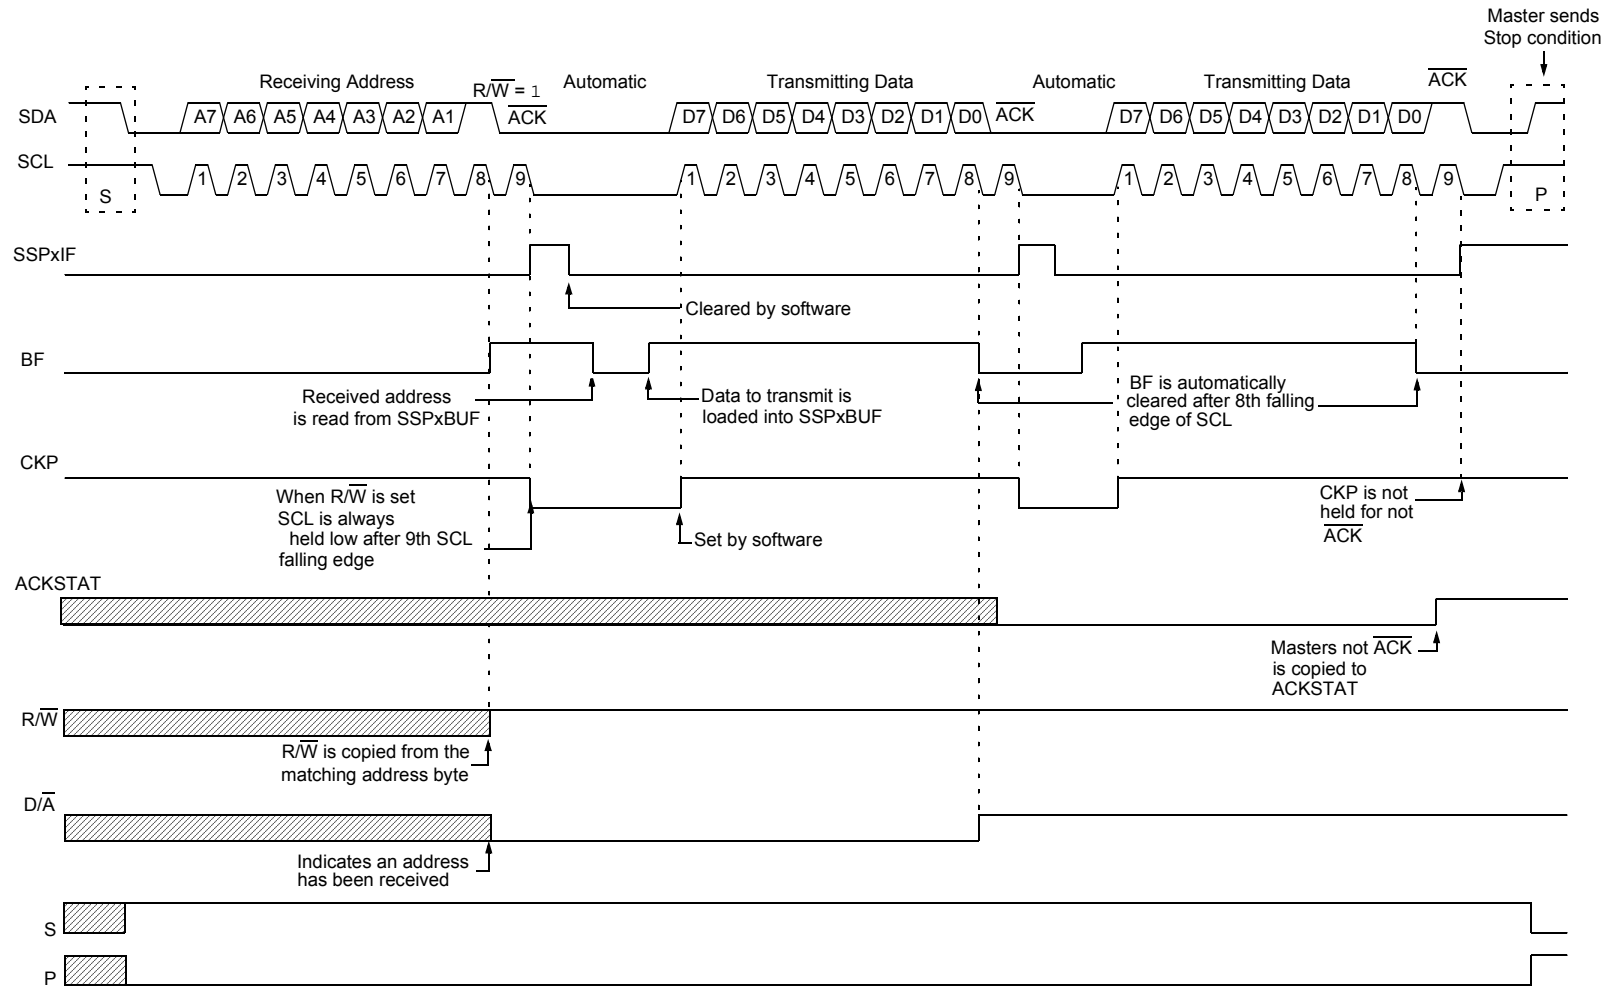 Master sends
Stop condition
Receiving Address
R/W̅ = 1
Automatic
Transmitting Data
Automatic
Transmitting Data
A̅C̅K̅
SDA
A7 A6 A5 A4 A3 A2 A1
A̅C̅K̅
D7 D6 D5 D4 D3 D2 D1 D0
A̅C̅K̅
D7 D6 D5 D4 D3 D2 D1 D0
SCL
1 2 3 4 5 6 7 8 9
1 2 3 4 5 6 7 8 9
1 2 3 4 5 6 7 8 9
S
P
SSPxIF
Cleared by software
BF
Received address
is read from SSPxBUF
Data to transmit is
loaded into SSPxBUF
BF is automatically
cleared after 8th falling
edge of SCL
CKP
When R/W̅ is set
SCL is always
held low after 9th SCL
falling edge
Set by software
CKP is not
held for not
A̅C̅K̅
ACKSTAT
Masters not A̅C̅K̅
is copied to
ACKSTAT
R/W̅
R/W̅ is copied from the
matching address byte
D/A̅
Indicates an address
has been received
S
P